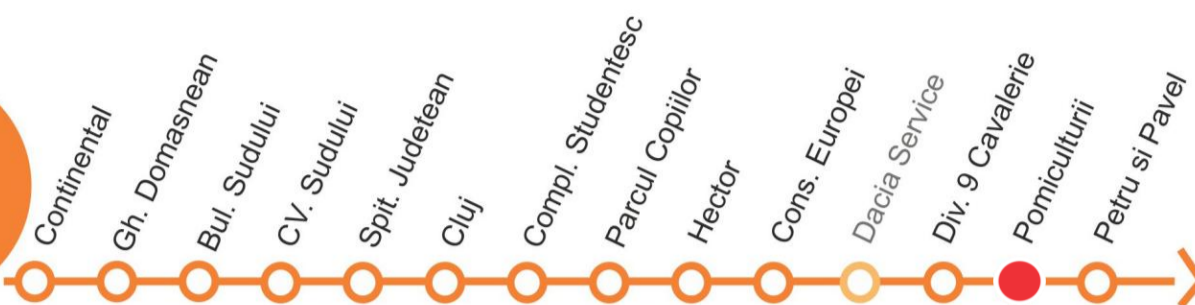 Continental
Gh. Domasnean
Bul. Sudului
CV. Sudului
Spit. Judetean
Cluj
Compl. Studentesc
Parcul Copiilor
Hector
Cons. Europei
Dacia Service
Div. 9 Cavalerie
Pomiculturii
Petru si Pavel